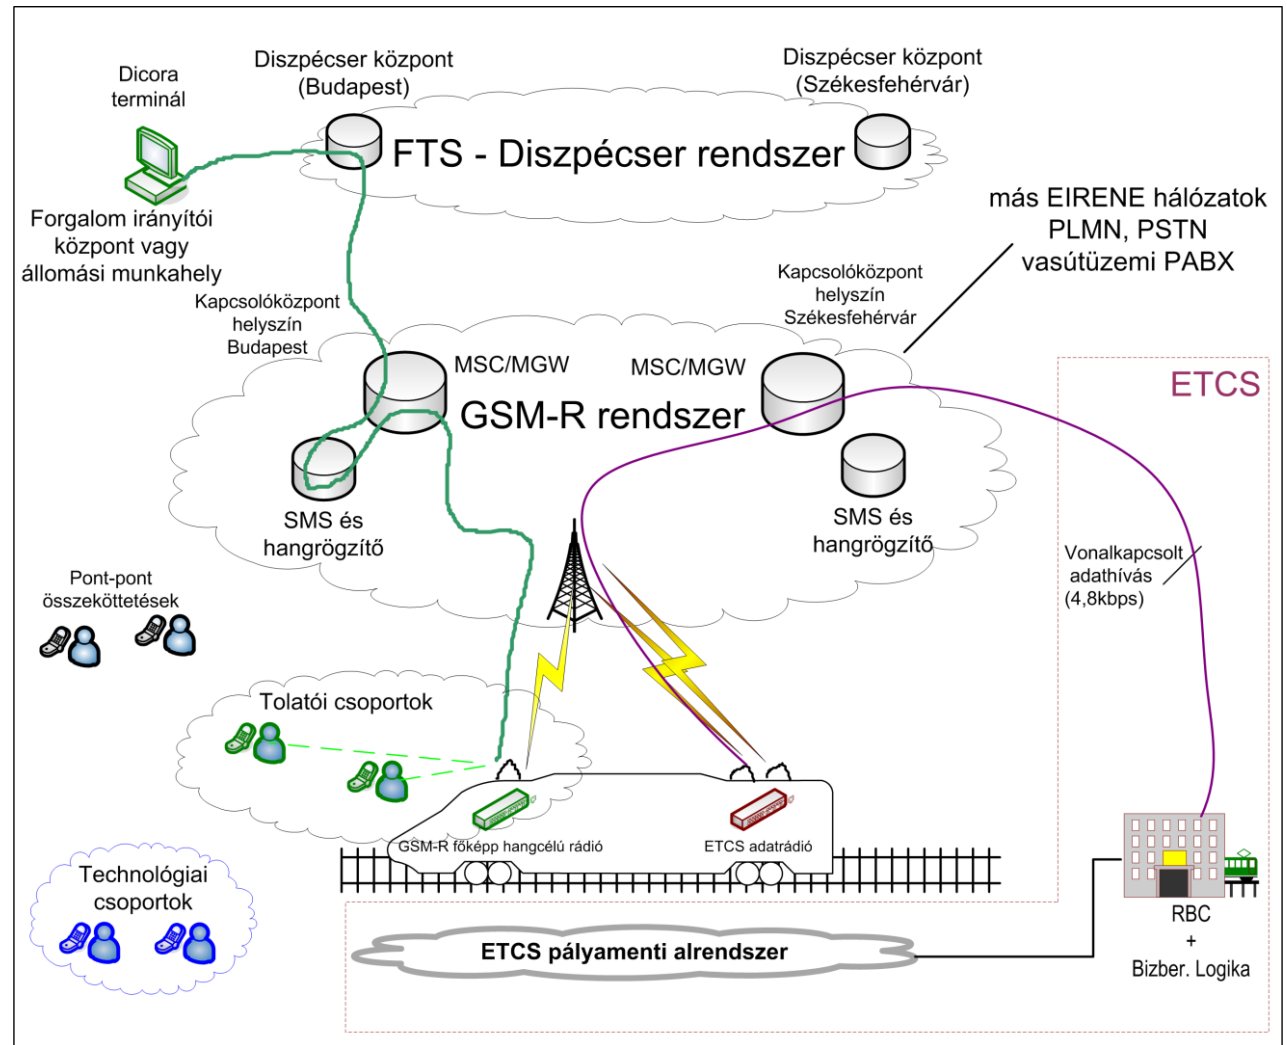 Dicora
terminál
Diszpécser központ
(Budapest)
Diszpécser központ
(Székesfehérvár)
FTS - Diszpécser rendszer
Forgalom irányítói
központ vagy
állomási munkahely
más EIRENE hálózatok
PLMN, PSTN
vasútüzemi PABX
Kapcsolóközpont
helyszín
Budapest
Kapcsolóközpont
helyszín
Székesfehérvár
MSC/MGW
MSC/MGW
GSM-R rendszer
ETCS
SMS és
hangrögzítő
SMS és
hangrögzítő
Vonalkapcsolt
adathívás
(4,8kbps)
Pont-pont
összeköttetések
Tolatói csoportok
GSM-R főképp hangcélú rádió
ETCS adatrádió
Technológiai
csoportok
ETCS pályamenti alrendszer
RBC
+
Bizber. Logika